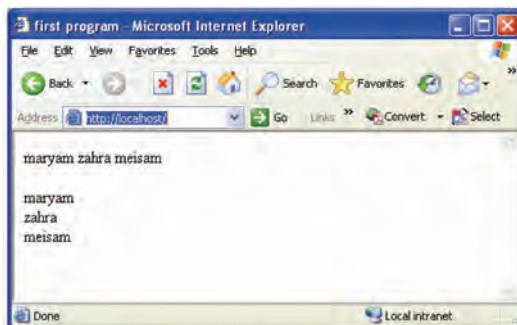 first program - Microsoft Internet Explorer
File Edit View Favorites Tools Help
Back Search Favorites
Address http://localhost/ Go Links Convert Select
maryam zahra meisam
maryam
zahra
meisam
Done Local intranet